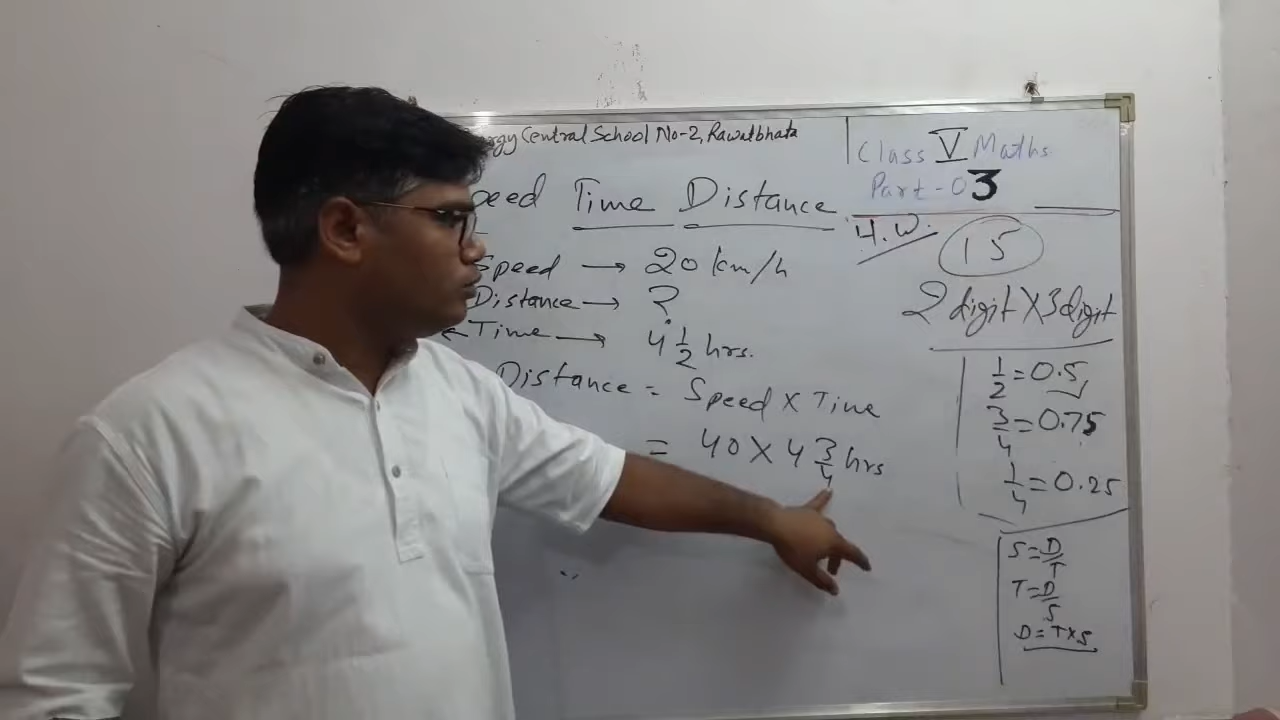 Central School No-2, Rawatbhata
Class V Maths
Part-03
Time Distance
H.W.
15
Speed → 20 km/h
Distance → ?
Time → 4 1/2 hrs.
Distance = Speed X Time
= 40 X 4 3/4 hrs
2 digit X 3 digit
1/2 = 0.5
3/4 = 0.75
1/4 = 0.25
S = D/T
T = D/S
D = T x S